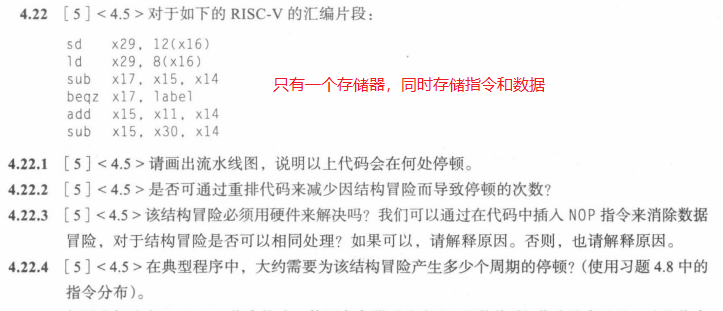 4.22 [5] <4.5> 对于如下的 RISC-V 的汇编片段：
sd x29, 12(x16)
ld x29, 8(x16)
sub x17, x15, x14
beqz x17, label
add x15, x11, x14
sub x15, x30, x14
只有一个存储器，同时存储指令和数据
4.22.1 [5] <4.5> 请画出流水线图，说明以上代码会在何处停顿。
4.22.2 [5] <4.5> 是否可通过重排代码来减少因结构冒险而导致停顿的次数？
4.22.3 [5] <4.5> 该结构冒险必须用硬件来解决吗？我们可以通过在代码中插入 NOP 指令来消除数据
冒险，对于结构冒险是否可以相同处理？如果可以，请解释原因。否则，也请解释原因。
4.22.4 [5] <4.5> 在典型程序中，大约需要为该结构冒险产生多少个周期的停顿？（使用习题 4.8 中的
指令分布）。